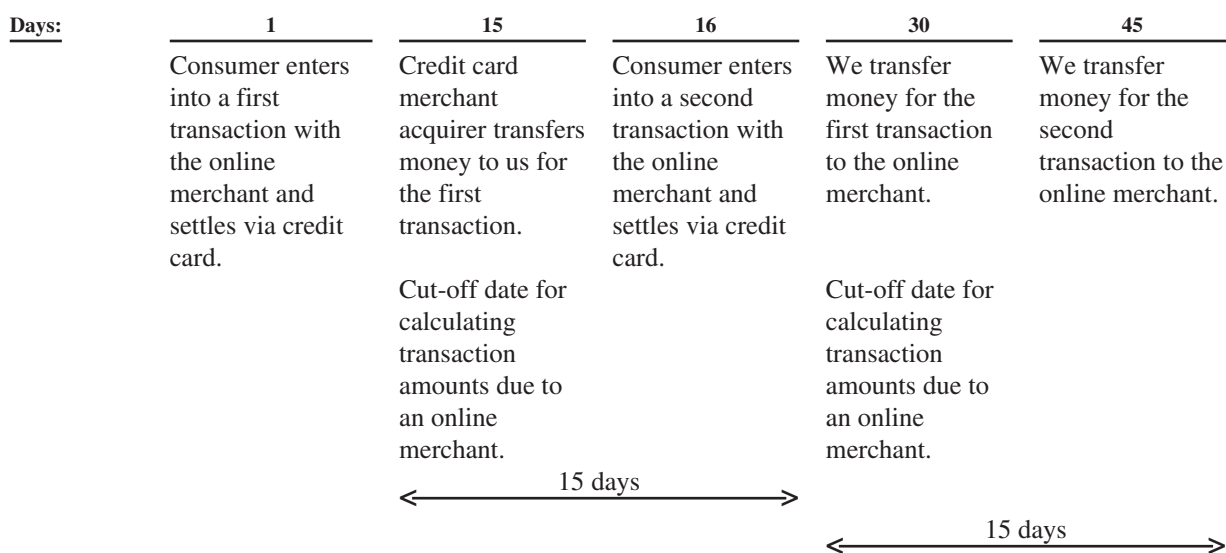 Days: 1 15 16 30 45
Consumer enters
into a first
transaction with
the online
merchant and
settles via credit
card.
Credit card
merchant
acquirer transfers
money to us for
the first
transaction.
Consumer enters
into a second
transaction with
the online
merchant and
settles via credit
card.
We transfer
money for the
first transaction
to the online
merchant.
We transfer
money for the
second
transaction to the
online merchant.
Cut-off date for
calculating
transaction
amounts due to
an online
merchant.
Cut-off date for
calculating
transaction
amounts due to
an online
merchant.
15 days
15 days